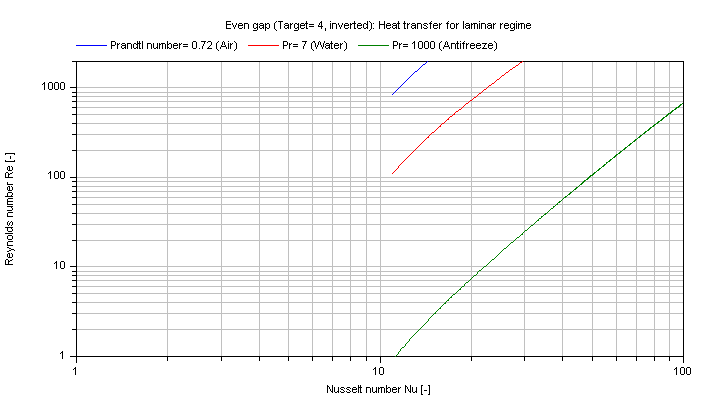 Even gap (Target= 4, inverted): Heat transfer for laminar regime
Prandtl number= 0.72 (Air) Pr= 7 (Water) Pr= 1000 (Antifreeze)
1000
100
10
1
Reynolds number Re [-]
1 10 100
Nusselt number Nu [-]